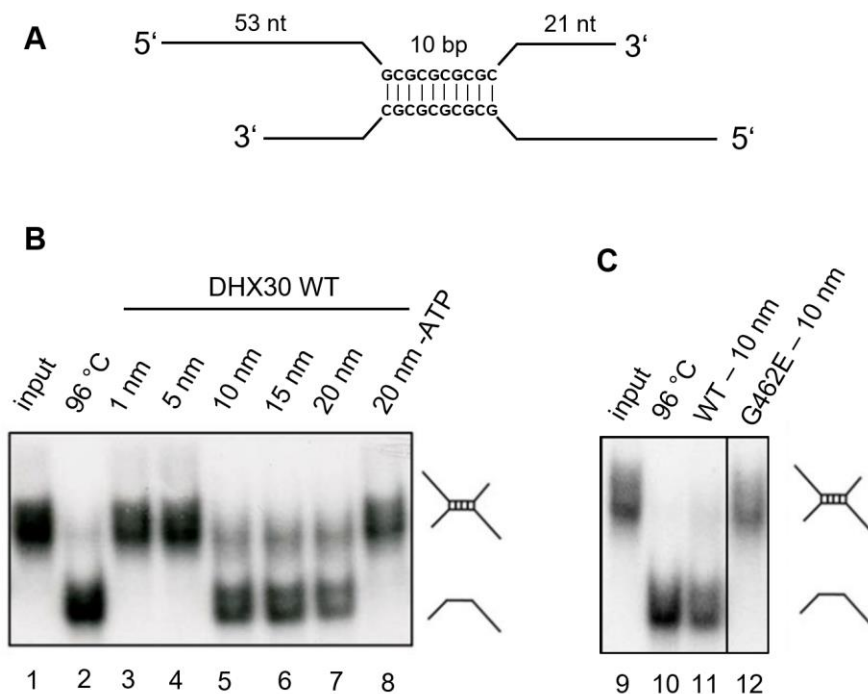 A
5‘ 53 nt 10 bp 21 nt 3‘
GCGCGCGCGC
CGCGCGCGCG
3‘ 5‘
B
DHX30 WT
input 96 °C 1 nm 5 nm 10 nm 15 nm 20 nm 20 nm -ATP
1 2 3 4 5 6 7 8
C
input 96 °C WT – 10 nm G462E – 10 nm
9 10 11 12